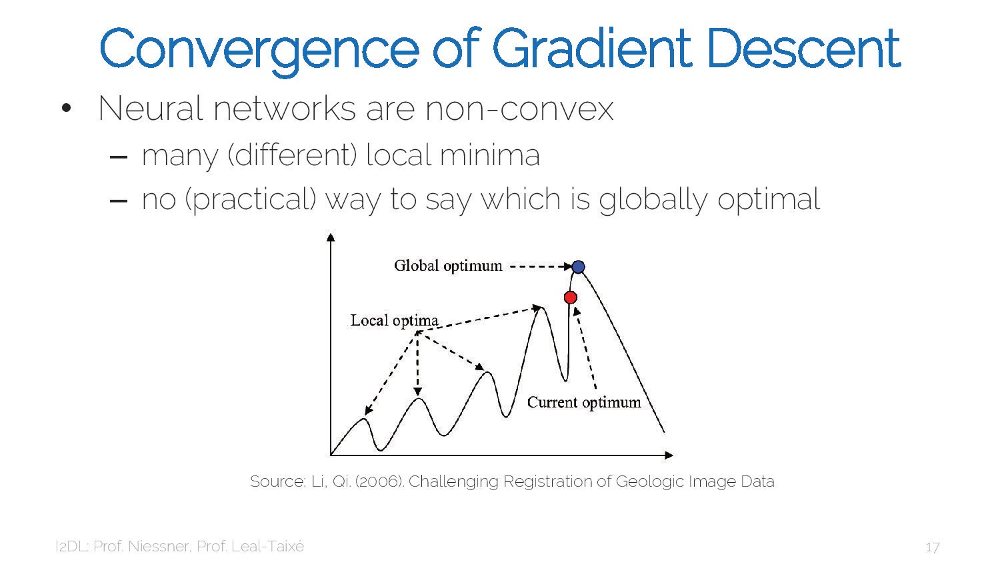 Convergence of Gradient Descent
• Neural networks are non-convex
– many (different) local minima
– no (practical) way to say which is globally optimal
Global optimum
Local optima
Current optimum
Source: Li, Qi. (2006). Challenging Registration of Geologic Image Data
I2DL: Prof. Niessner, Prof. Leal-Taixé
17